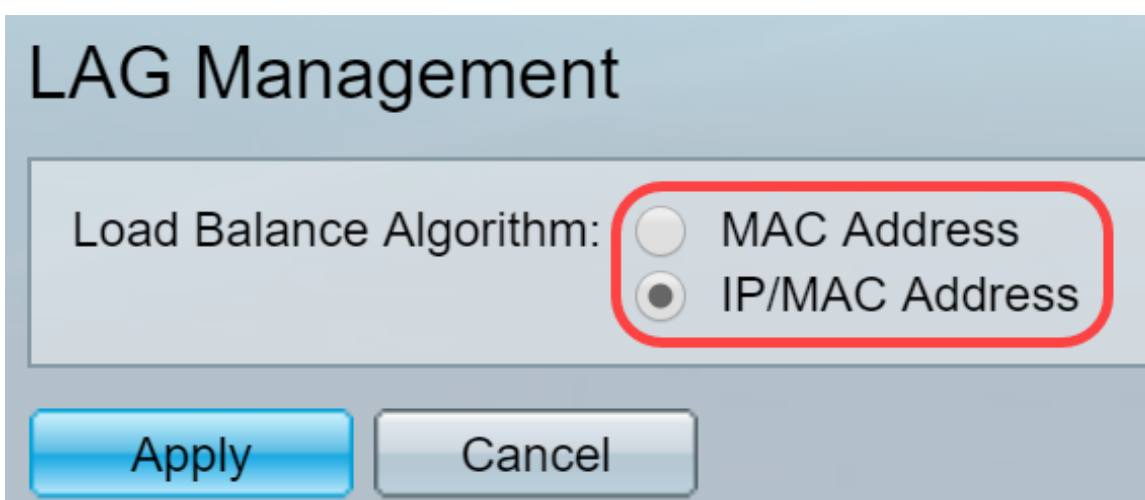 LAG Management
Load Balance Algorithm: MAC Address
IP/MAC Address
Apply Cancel